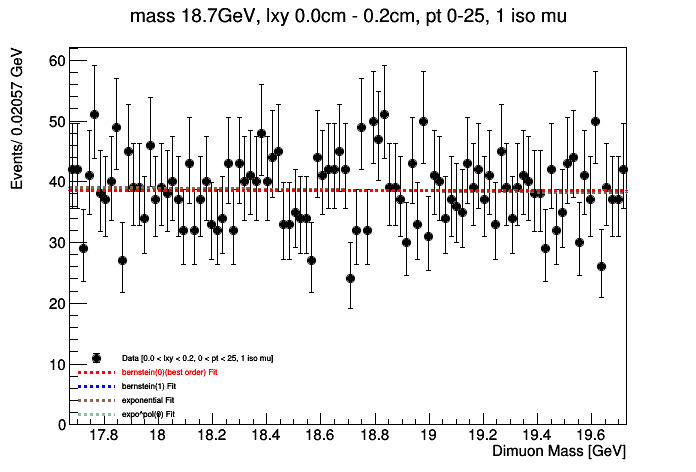 mass 18.7GeV, lxy 0.0cm - 0.2cm, pt 0-25, 1 iso mu
Events/ 0.02057 GeV
60
50
40
30
20
10
0
Data [0.0 < lxy < 0.2, 0 < pt < 25, 1 iso mu]
bernstein(0)(best order) Fit
bernstein(1) Fit
exponential Fit
expo*pol(9) Fit
17.8 18 18.2 18.4 18.6 18.8 19 19.2 19.4 19.6
Dimuon Mass [GeV]